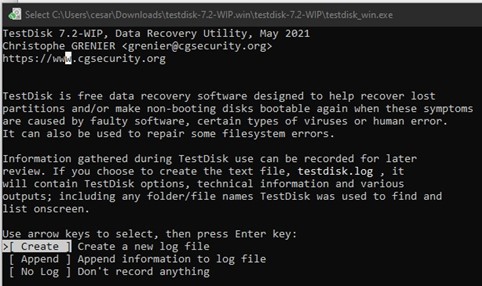 Select C:\Users\cesar\Downloads\testdisk-7.2-WIP.win\testdisk-7.2-WIP\testdisk_win.exe
TestDisk 7.2-WIP, Data Recovery Utility, May 2021
Christophe GRENIER <grenier@cgsecurity.org>
https://www.cgsecurity.org
TestDisk is free data recovery software designed to help recover lost
partitions and/or make non-booting disks bootable again when these symptoms
are caused by faulty software, certain types of viruses or human error.
It can also be used to repair some filesystem errors.
Information gathered during TestDisk use can be recorded for later
review. If you choose to create the text file, testdisk.log , it
will contain TestDisk options, technical information and various
outputs; including any folder/file names TestDisk was used to find and
list onscreen.
Use arrow keys to select, then press Enter key:
>[ Create ] Create a new log file
[ Append ] Append information to log file
[ No Log ] Don't record anything